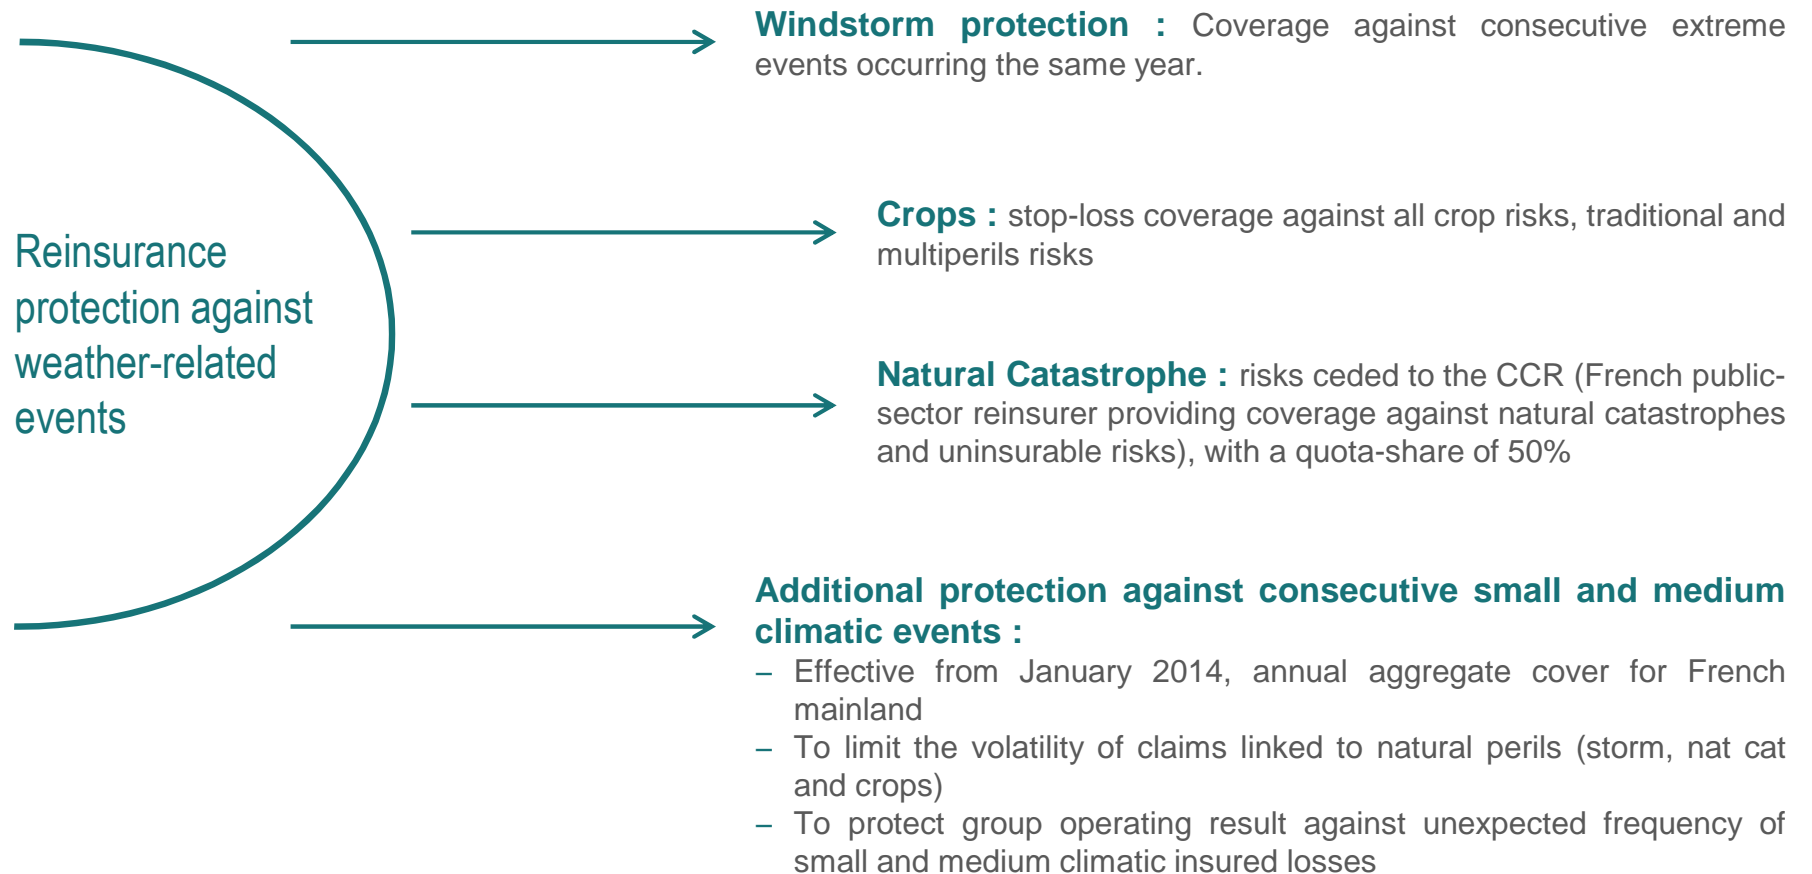 Reinsurance
protection against
weather-related
events
Windstorm protection : Coverage against consecutive extreme
events occurring the same year.
Crops : stop-loss coverage against all crop risks, traditional and
multiperils risks
Natural Catastrophe : risks ceded to the CCR (French public-
sector reinsurer providing coverage against natural catastrophes
and uninsurable risks), with a quota-share of 50%
Additional protection against consecutive small and medium
climatic events :
– Effective from January 2014, annual aggregate cover for French
mainland
– To limit the volatility of claims linked to natural perils (storm, nat cat
and crops)
– To protect group operating result against unexpected frequency of
small and medium climatic insured losses